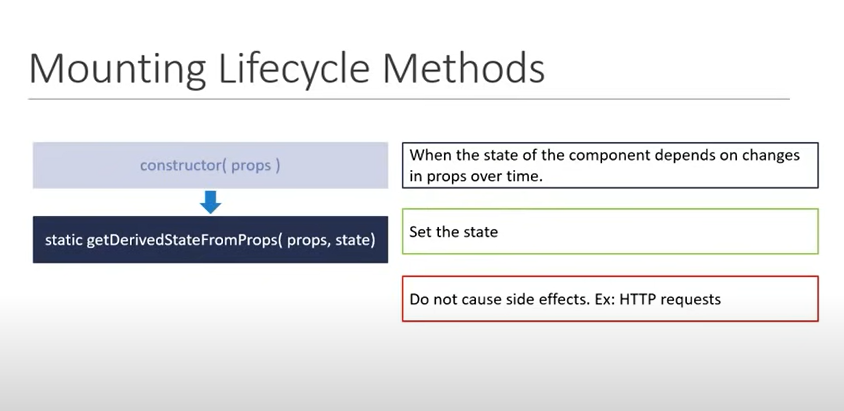 Mounting Lifecycle Methods
constructor( props )
When the state of the component depends on changes
in props over time.
static getDerivedStateFromProps( props, state)
Set the state
Do not cause side effects. Ex: HTTP requests